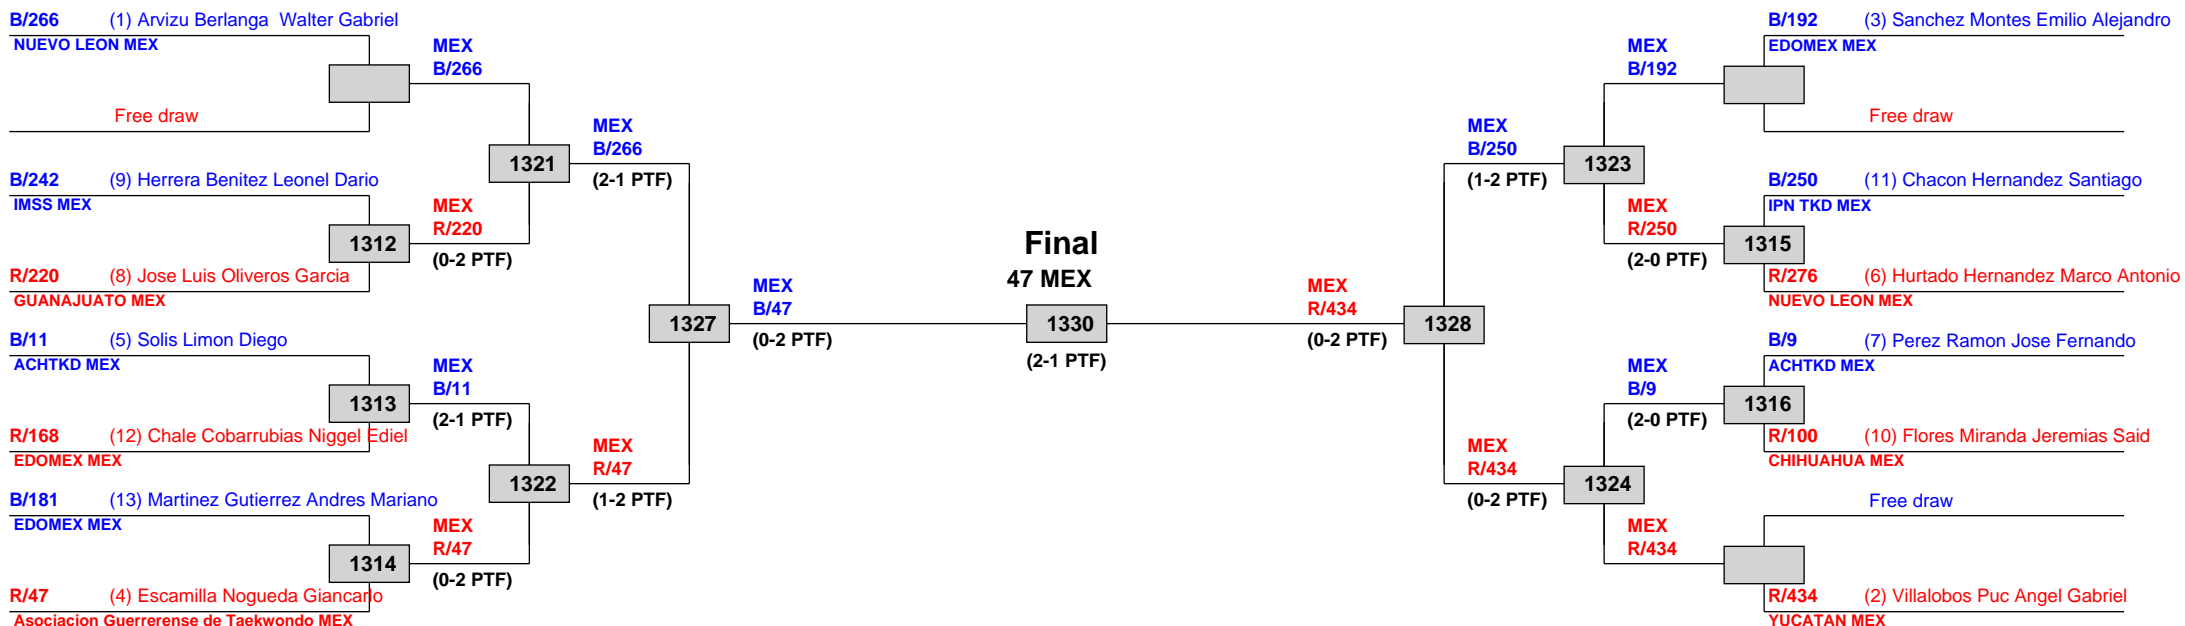 B/266 (1) Arvizu Berlanga  Walter Gabriel
NUEVO LEON MEX
Free draw
B/242 (9) Herrera Benitez Leonel Dario
IMSS MEX
R/220 (8) Jose Luis Oliveros Garcia
GUANAJUATO MEX
B/11 (5) Solis Limon Diego
ACHTKD MEX
R/168 (12) Chale Cobarrubias Niggel Ediel
EDOMEX MEX
B/181 (13) Martinez Gutierrez Andres Mariano
EDOMEX MEX
R/47 (4) Escamilla Nogueda Giancarlo
Asociacion Guerrerense de Taekwondo MEX
1312
1313
1314
MEX
B/266
MEX
R/220
(0-2 PTF)
MEX
B/11
(2-1 PTF)
MEX
R/47
(0-2 PTF)
1321
1322
MEX
B/266
(2-1 PTF)
MEX
R/47
(1-2 PTF)
1327
MEX
B/47
(0-2 PTF)
Final
47 MEX
1330
(2-1 PTF)
MEX
R/434
(0-2 PTF)
1328
MEX
B/250
(1-2 PTF)
MEX
R/434
(0-2 PTF)
1323
1324
MEX
B/192
MEX
R/250
(2-0 PTF)
MEX
B/9
(2-0 PTF)
MEX
R/434
1315
1316
B/192 (3) Sanchez Montes Emilio Alejandro
EDOMEX MEX
Free draw
B/250 (11) Chacon Hernandez Santiago
IPN TKD MEX
R/276 (6) Hurtado Hernandez Marco Antonio
NUEVO LEON MEX
B/9 (7) Perez Ramon Jose Fernando
ACHTKD MEX
R/100 (10) Flores Miranda Jeremias Said
CHIHUAHUA MEX
Free draw
R/434 (2) Villalobos Puc Angel Gabriel
YUCATAN MEX